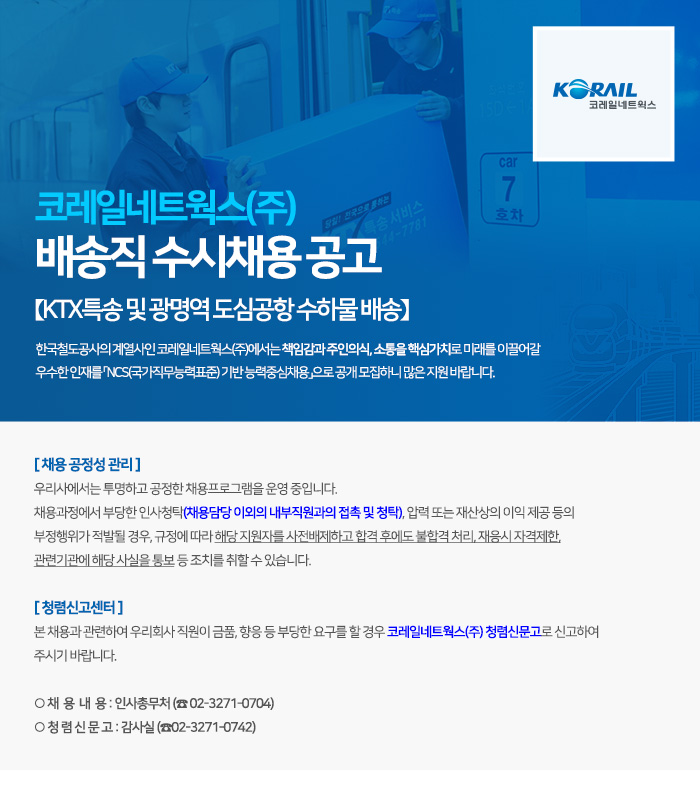 KORAIL
코레일네트웍스
car
7
호차
특송서비스
코레일네트웍스(주)
배송직 수시채용 공고
【KTX특송 및 광명역 도심공항 수하물 배송】
한국철도공사의 계열사인 코레일네트웍스(주)에서는 책임감과 주인의식, 소통을 핵심가치로 미래를 이끌어갈
우수한 인재를 「NCS(국가직무능력표준) 기반 능력중심채용」으로 공개 모집하니 많은 지원 바랍니다.
[ 채용 공정성 관리 ]
우리사에서는 투명하고 공정한 채용프로그램을 운영 중입니다.
채용과정에서 부당한 인사청탁(채용담당 이외의 내부직원과의 접촉 및 청탁), 압력 또는 재산상의 이익 제공 등의
부정행위가 적발될 경우, 규정에 따라 해당 지원자를 사전배제하고 합격 후에도 불합격 처리, 재응시 자격제한,
관련기관에 해당 사실을 통보 등 조치를 취할 수 있습니다.
[ 청렴신고센터 ]
본 채용과 관련하여 우리회사 직원이 금품, 향응 등 부당한 요구를 할 경우 코레일네트웍스(주) 청렴신문고로 신고하여
주시기 바랍니다.
○ 채 용 내 용 : 인사총무처 (☎ 02-3271-0704)
○ 청 렴 신 문 고 : 감사실 (☎02-3271-0742)